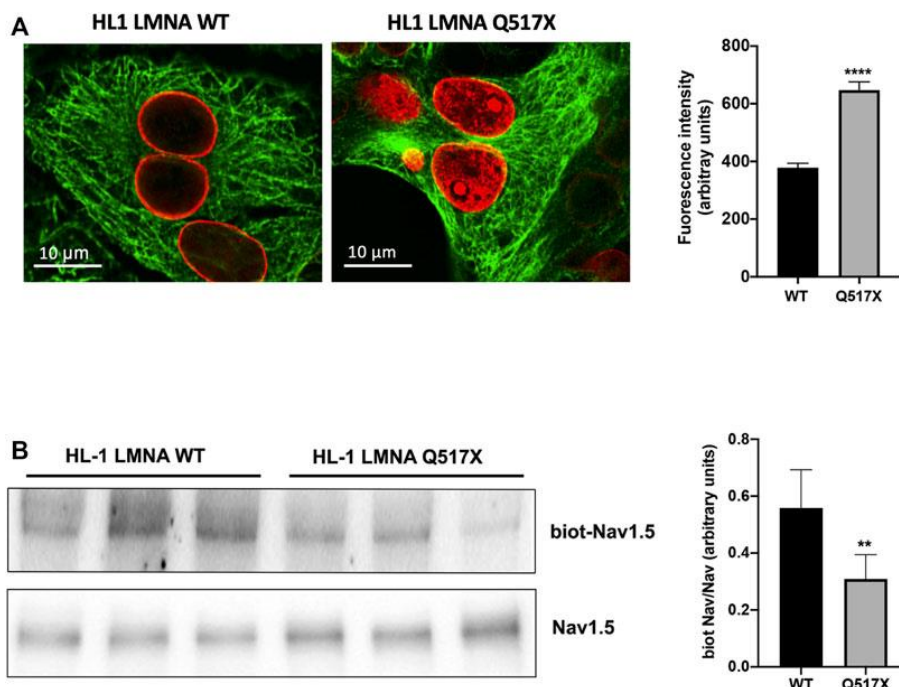 A
HL1 LMNA WT
HL1 LMNA Q517X
10 µm
10 µm
Fuorescence intensity
(arbitray units)
800
600
400
200
0
****
WT
Q517X
B
HL-1 LMNA WT
HL-1 LMNA Q517X
biot-Nav1.5
Nav1.5
biot Nav/Nav (arbitrary units)
0.8
0.6
0.4
0.2
0.0
**
WT
Q517X